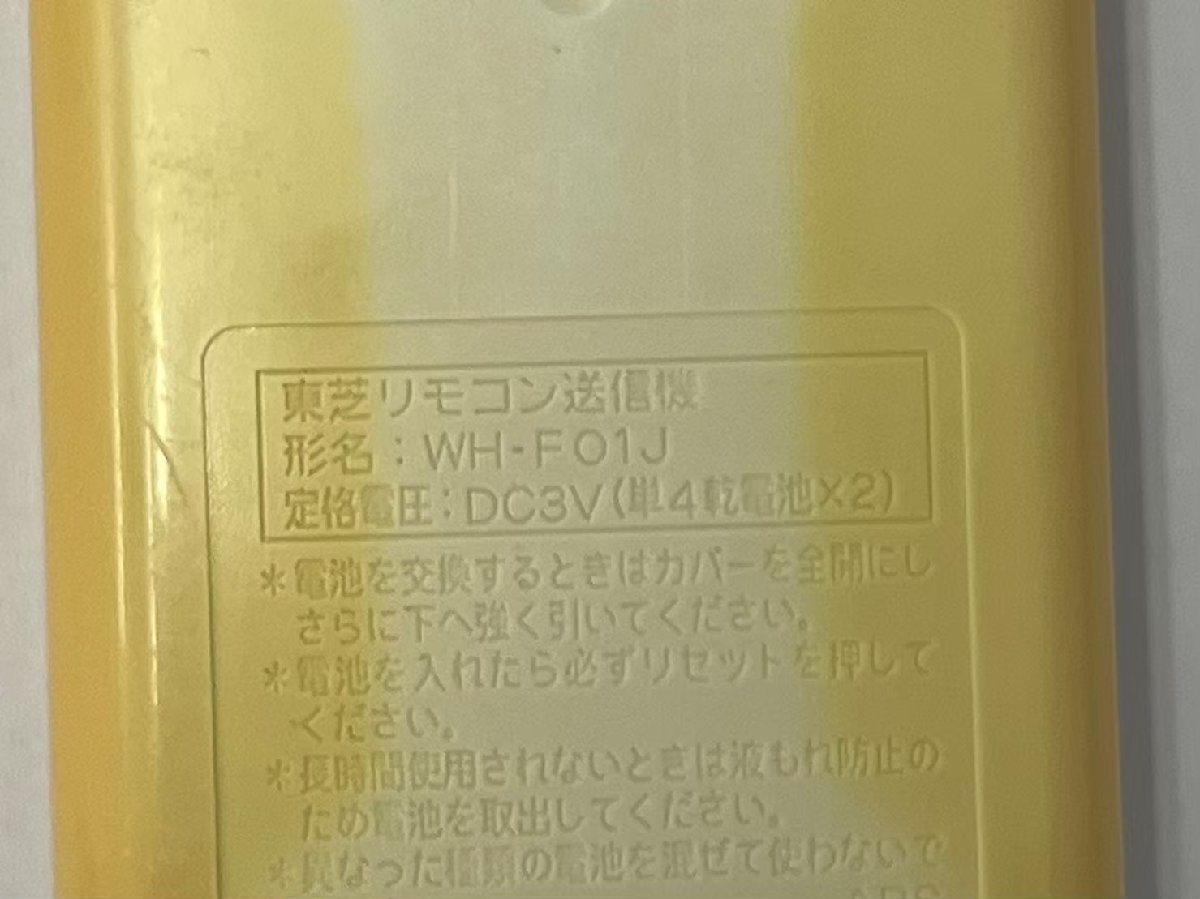 東芝リモコン送信機
形名：WH-F01J
定格電圧：DC3V(単4乾電池×2)
＊電池を交換するときはカバーを全開にし
さらに下へ強く引いてください。
＊電池を入れたら必ずリセットを押して
ください。
＊長時間使用されないときは液もれ防止の
ため電池を取出してください。
＊異なった種類の電池を混ぜて使わないで